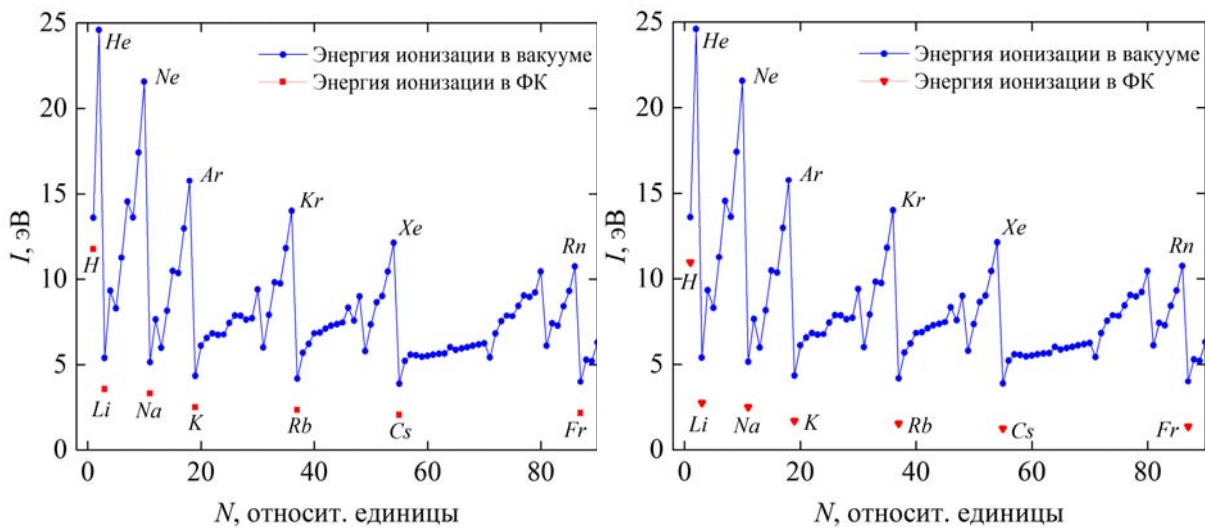 25
20
15
10
5
0
I, эВ
He
Ne
Ar
Kr
Xe
Rn
H
Li
Na
K
Rb
Cs
Fr
Энергия ионизации в вакууме
Энергия ионизации в ФК
0 20 40 60 80
N, относит. единицы
25
20
15
10
5
0
I, эВ
He
Ne
Ar
Kr
Xe
Rn
H
Li
Na
K
Rb
Cs
Fr
Энергия ионизации в вакууме
Энергия ионизации в ФК
0 20 40 60 80
N, относит. единицы